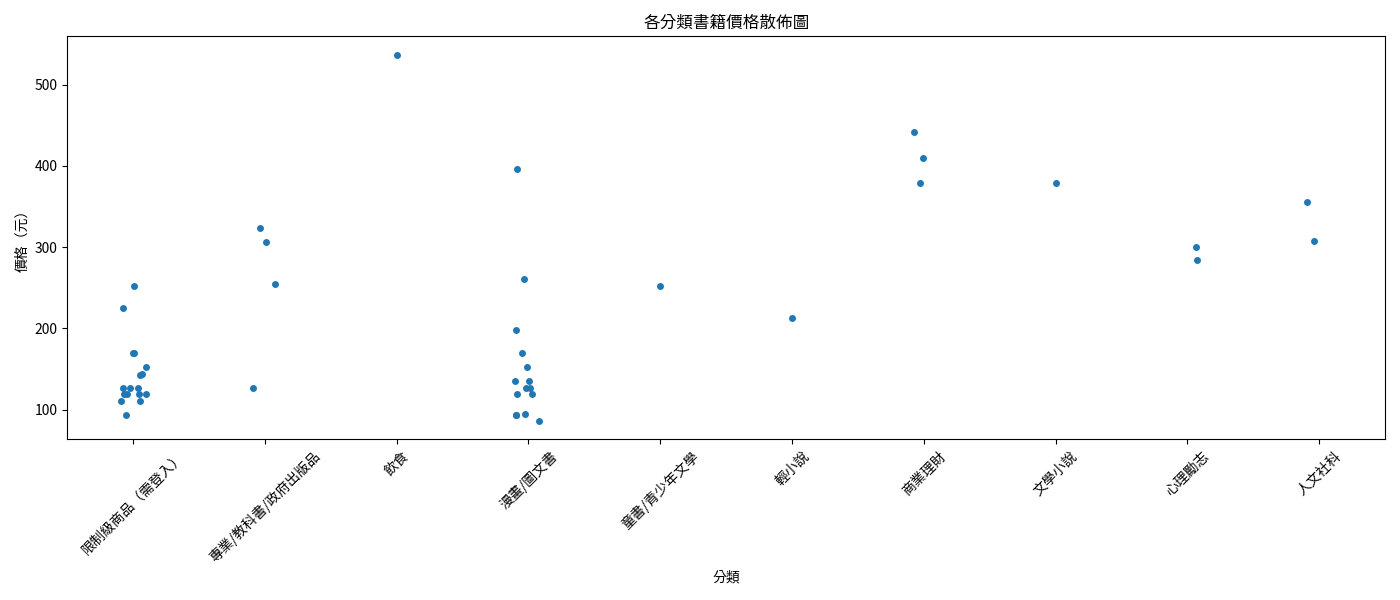 各分類書籍價格散佈圖
價格（元）
500
400
300
200
100
限制級商品（需登入）
專業/教科書/政府出版品
飲食
漫畫/圖文書
童書/青少年文學
輕小說
商業理財
文學小說
心理勵志
人文社科
分類